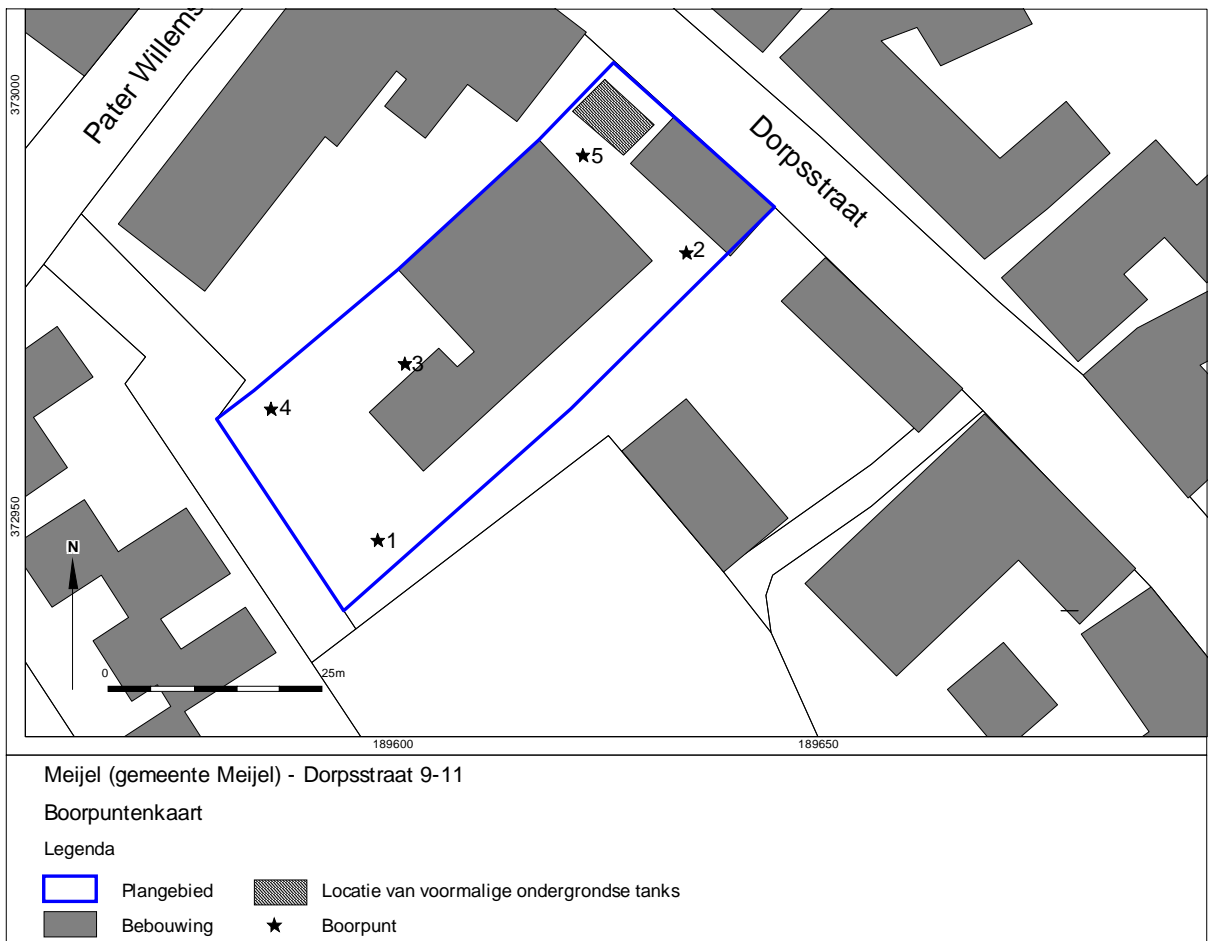 Pater Willems
Dorpsstraat
373000
372950
5
2
3
4
1
N
0
25m
189600
189650
Meijel (gemeente Meijel) - Dorpsstraat 9-11
Boorpuntenkaart
Legenda
Plangebied
Locatie van voormalige ondergrondse tanks
Bebouwing
Boorpunt